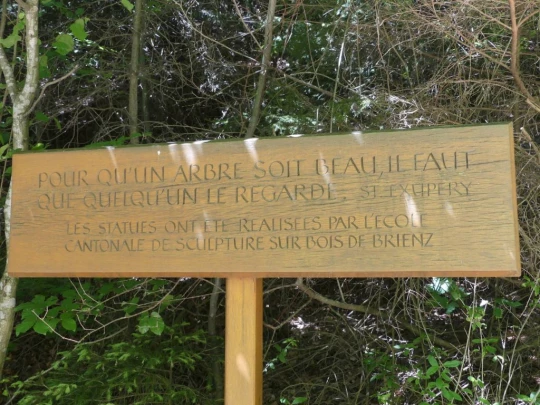 POUR QU'UN ARBRE SOIT BEAU, IL FAUT
QUE QUELQU'UN LE REGARDE, ST-EXUPERY
LES STATUES ONT ETE REALISEES PAR L'ECOLE
CANTONALE DE SCULPTURE SUR BOIS DE BRIENZ